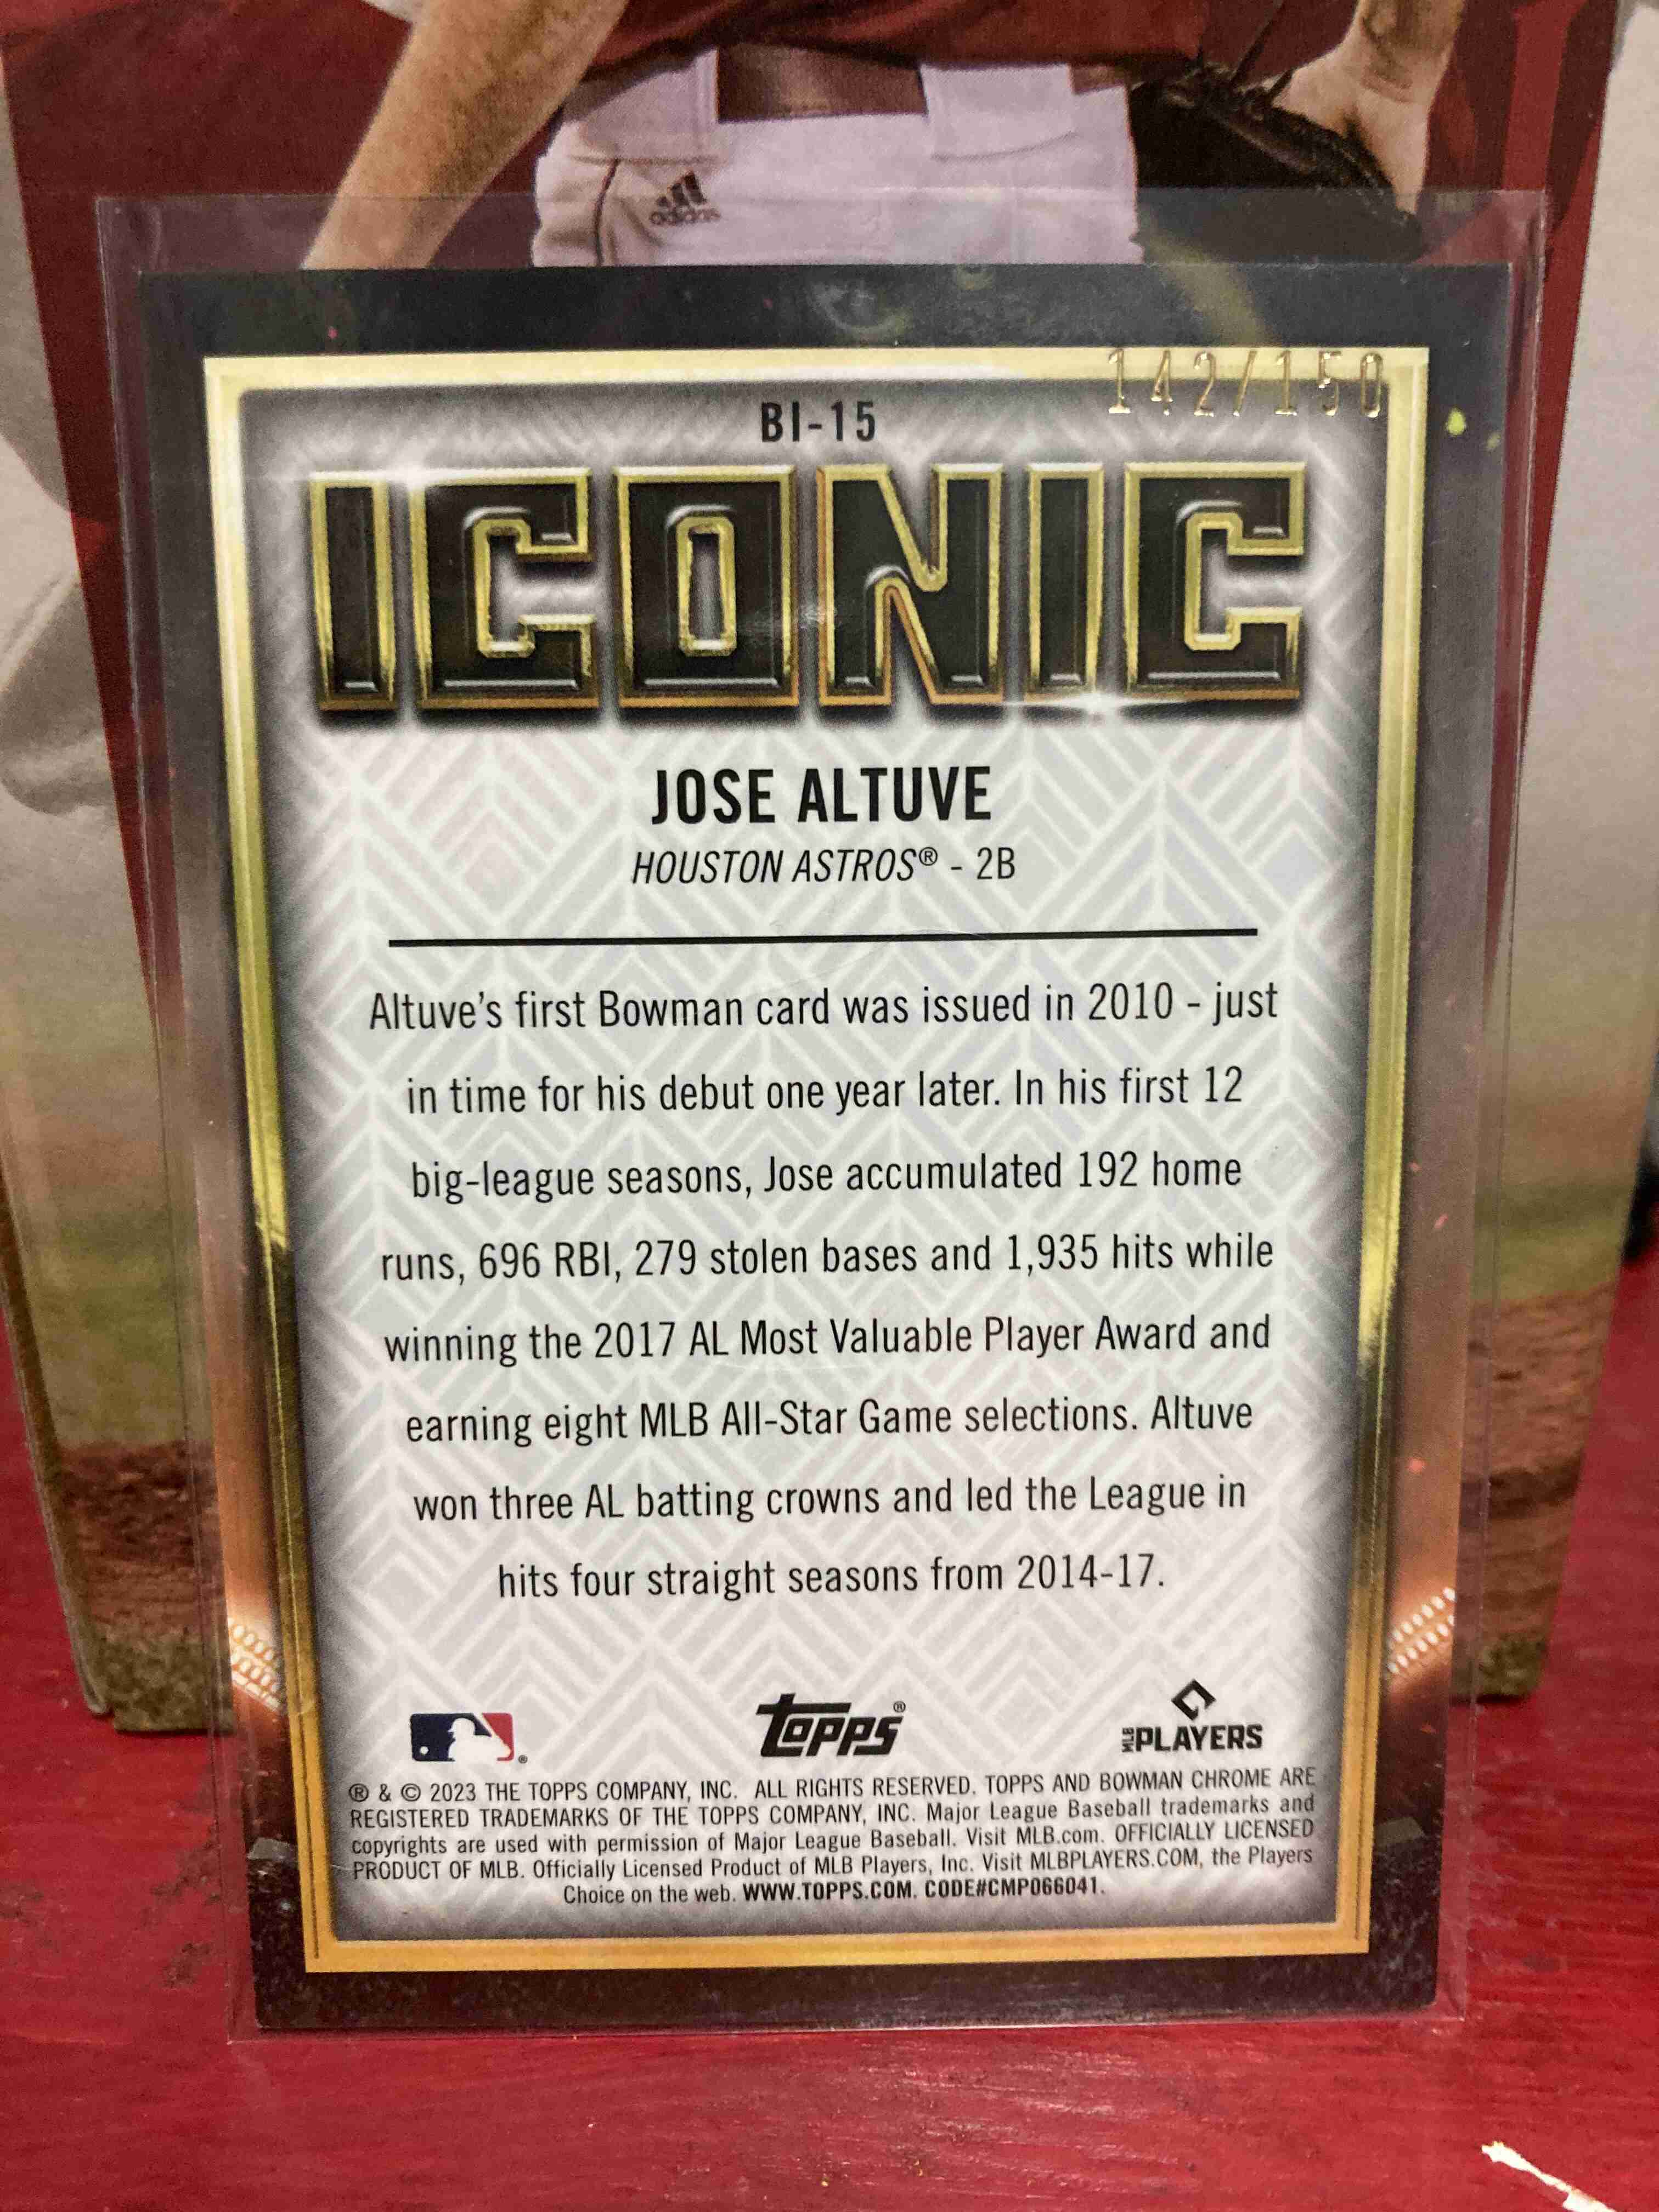 adidas
142/150
BI-15
ICONIC
JOSE ALTUVE
HOUSTON ASTROS® - 2B
Altuve's first Bowman card was issued in 2010 - just
in time for his debut one year later. In his first 12
big-league seasons, Jose accumulated 192 home
runs, 696 RBI, 279 stolen bases and 1,935 hits while
winning the 2017 AL Most Valuable Player Award and
earning eight MLB All-Star Game selections. Altuve
won three AL batting crowns and led the League in
hits four straight seasons from 2014-17.
®
Topps®
MLB PLAYERS
® & © 2023 THE TOPPS COMPANY, INC. ALL RIGHTS RESERVED. TOPPS AND BOWMAN CHROME ARE
REGISTERED TRADEMARKS OF THE TOPPS COMPANY, INC. Major League Baseball trademarks and
copyrights are used with permission of Major League Baseball. Visit MLB.com. OFFICIALLY LICENSED
PRODUCT OF MLB. Officially Licensed Product of MLB Players, Inc. Visit MLBPLAYERS.COM, the Players
Choice on the web. WWW.TOPPS.COM. CODE#CMP066041.